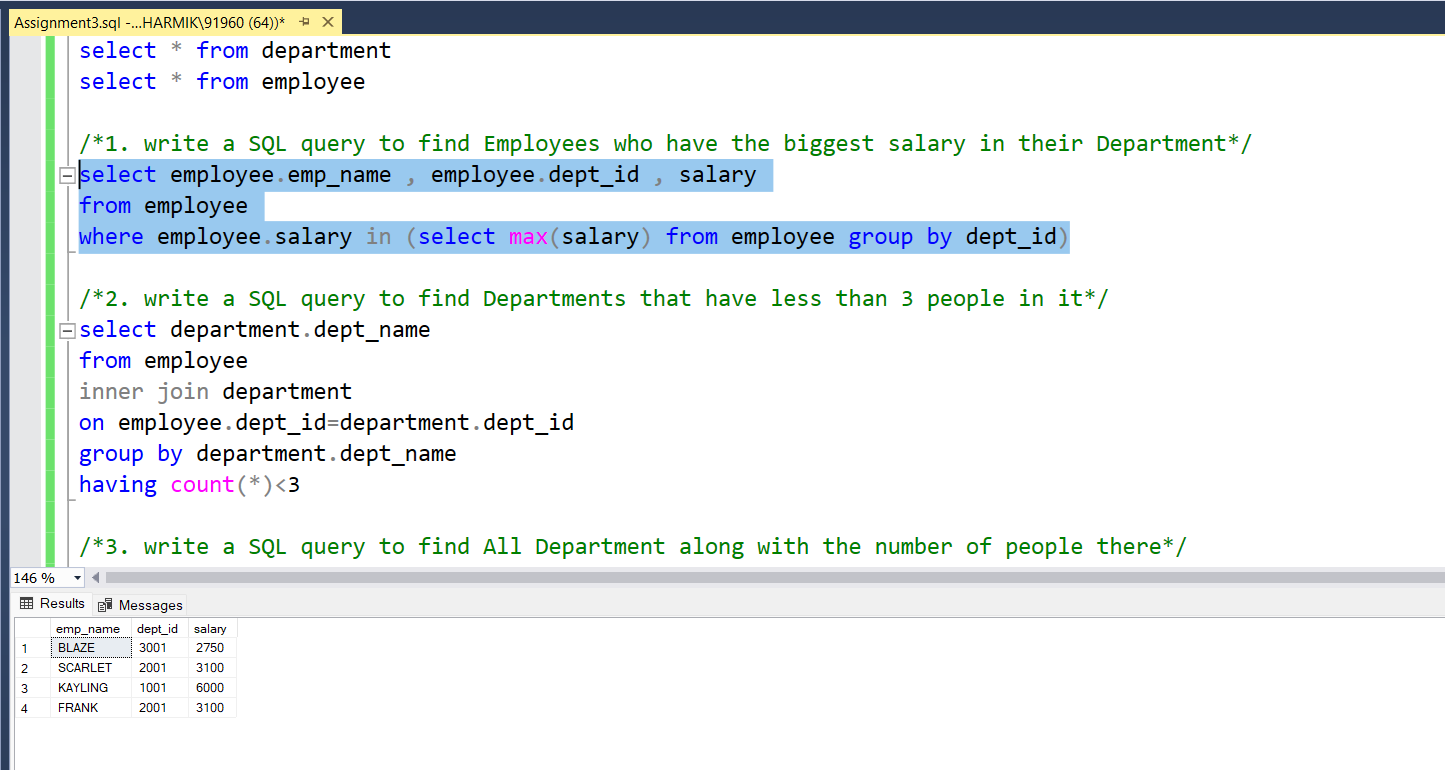 Assignment3.sql -...HARMIK\91960 (64))*
select * from department
select * from employee
/*1. write a SQL query to find Employees who have the biggest salary in their Department*/
select employee.emp_name , employee.dept_id , salary
from employee
where employee.salary in (select max(salary) from employee group by dept_id)
/*2. write a SQL query to find Departments that have less than 3 people in it*/
select department.dept_name
from employee
inner join department
on employee.dept_id=department.dept_id
group by department.dept_name
having count(*)<3
/*3. write a SQL query to find All Department along with the number of people there*/
146 %
Results Messages
emp_name dept_id salary
1 BLAZE 3001 2750
2 SCARLET 2001 3100
3 KAYLING 1001 6000
4 FRANK 2001 3100